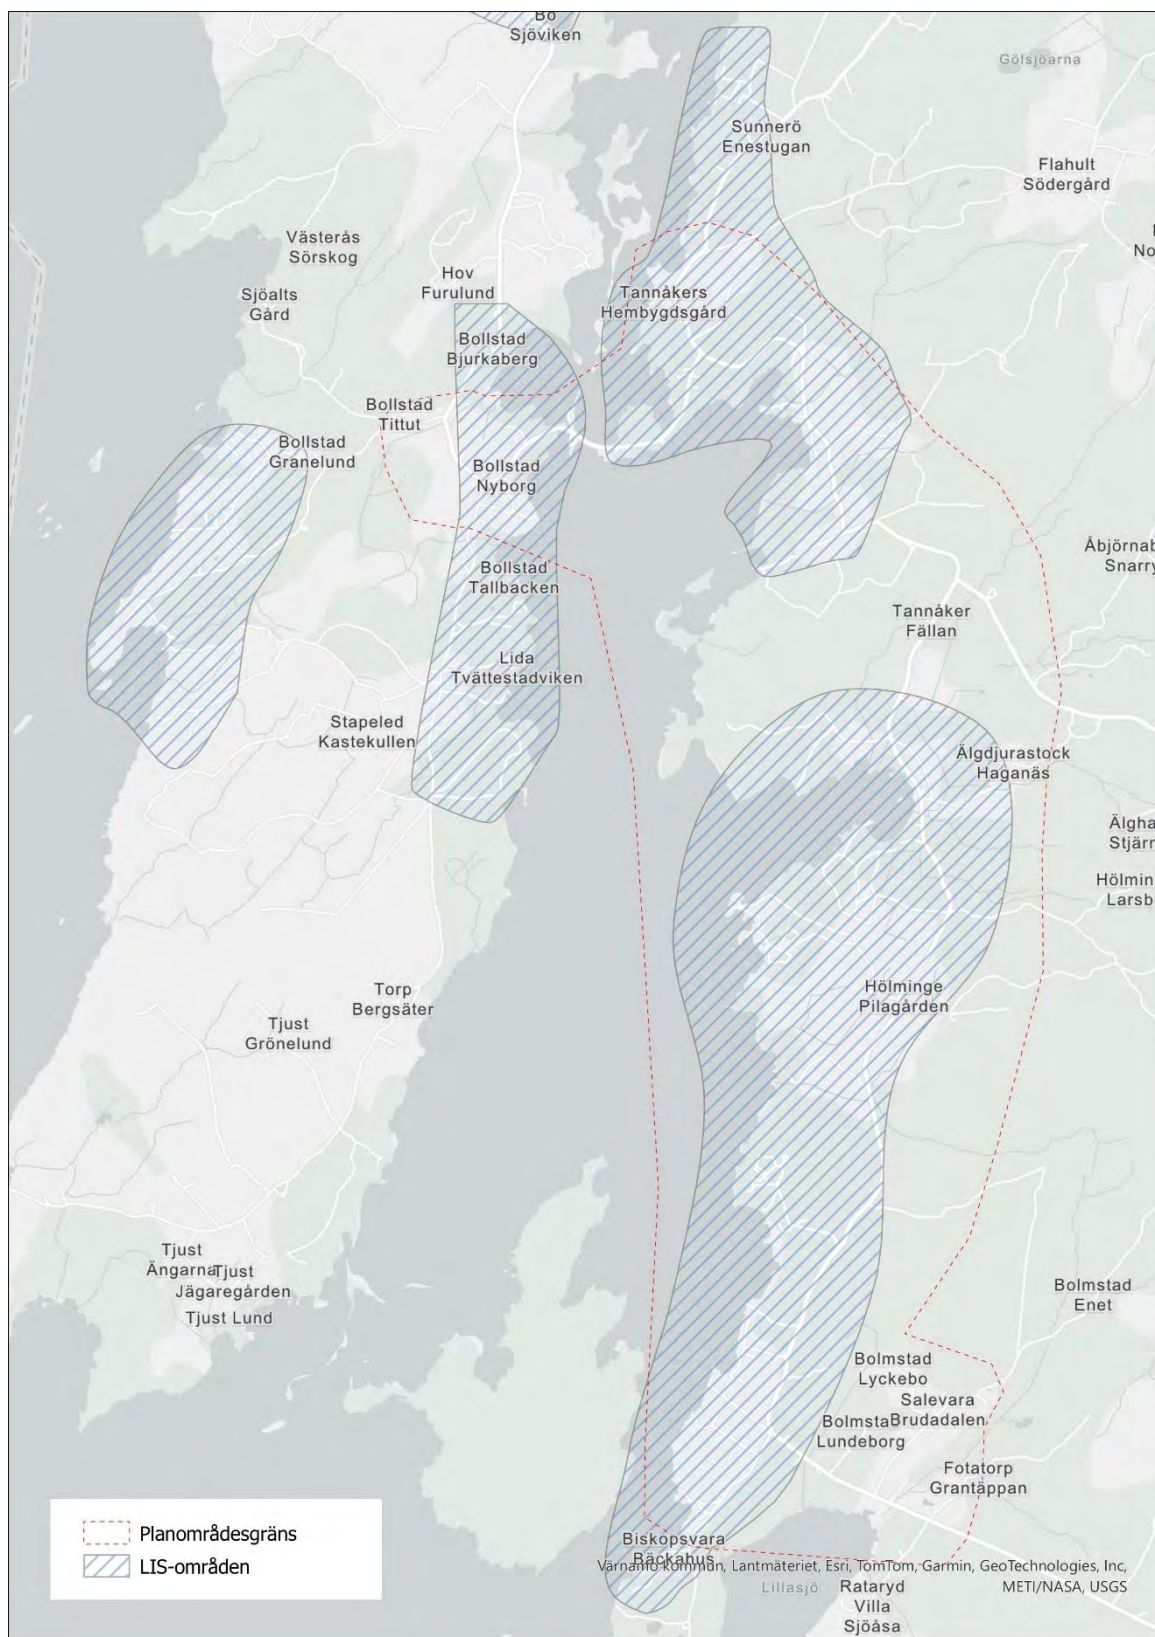 Bo
Sjöviken
Gölsjöarna
Sunnerö
Enestugan
Flahult
Södergård
No
Västerås
Sörskog
Hov
Furulund
Sjöalts
Gård
Tannåkers
Hembygdsgård
Bollstad
Bjurkaberg
Bollstad
Tittut
Bollstad
Granelund
Bollstad
Nyborg
Åbjörnab
Snarry
Bollstad
Tallbacken
Tannåker
Fällan
Lida
Tvättestadviken
Stapeled
Kastekullen
Älgdjurastock
Haganäs
Älgha
Stjärn
Hölmin
Larsb
Hölminge
Pilagården
Torp
Bergsäter
Tjust
Grönelund
Tjust
Ängarna
Tjust
Jägaregården
Tjust Lund
Bolmstad
Enet
Bolmstad
Lyckebo
Salevara
Brudadalen
Bolmsta
Lundeborg
Fotatorp
Grantäppan
Planområdesgräns
LIS-områden
Biskopsvara
Bäckahus
Värnamo kommun, Lantmäteriet, Esri, TomTom, Garmin, GeoTechnologies, Inc,
METI/NASA, USGS
Lillasjö
Rataryd
Villa
Sjöåsa